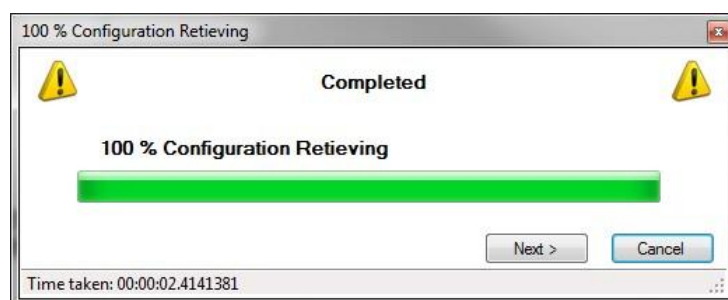 100 % Configuration Retieving
Completed
100 % Configuration Retieving
Next >
Cancel
Time taken: 00:00:02.4141381